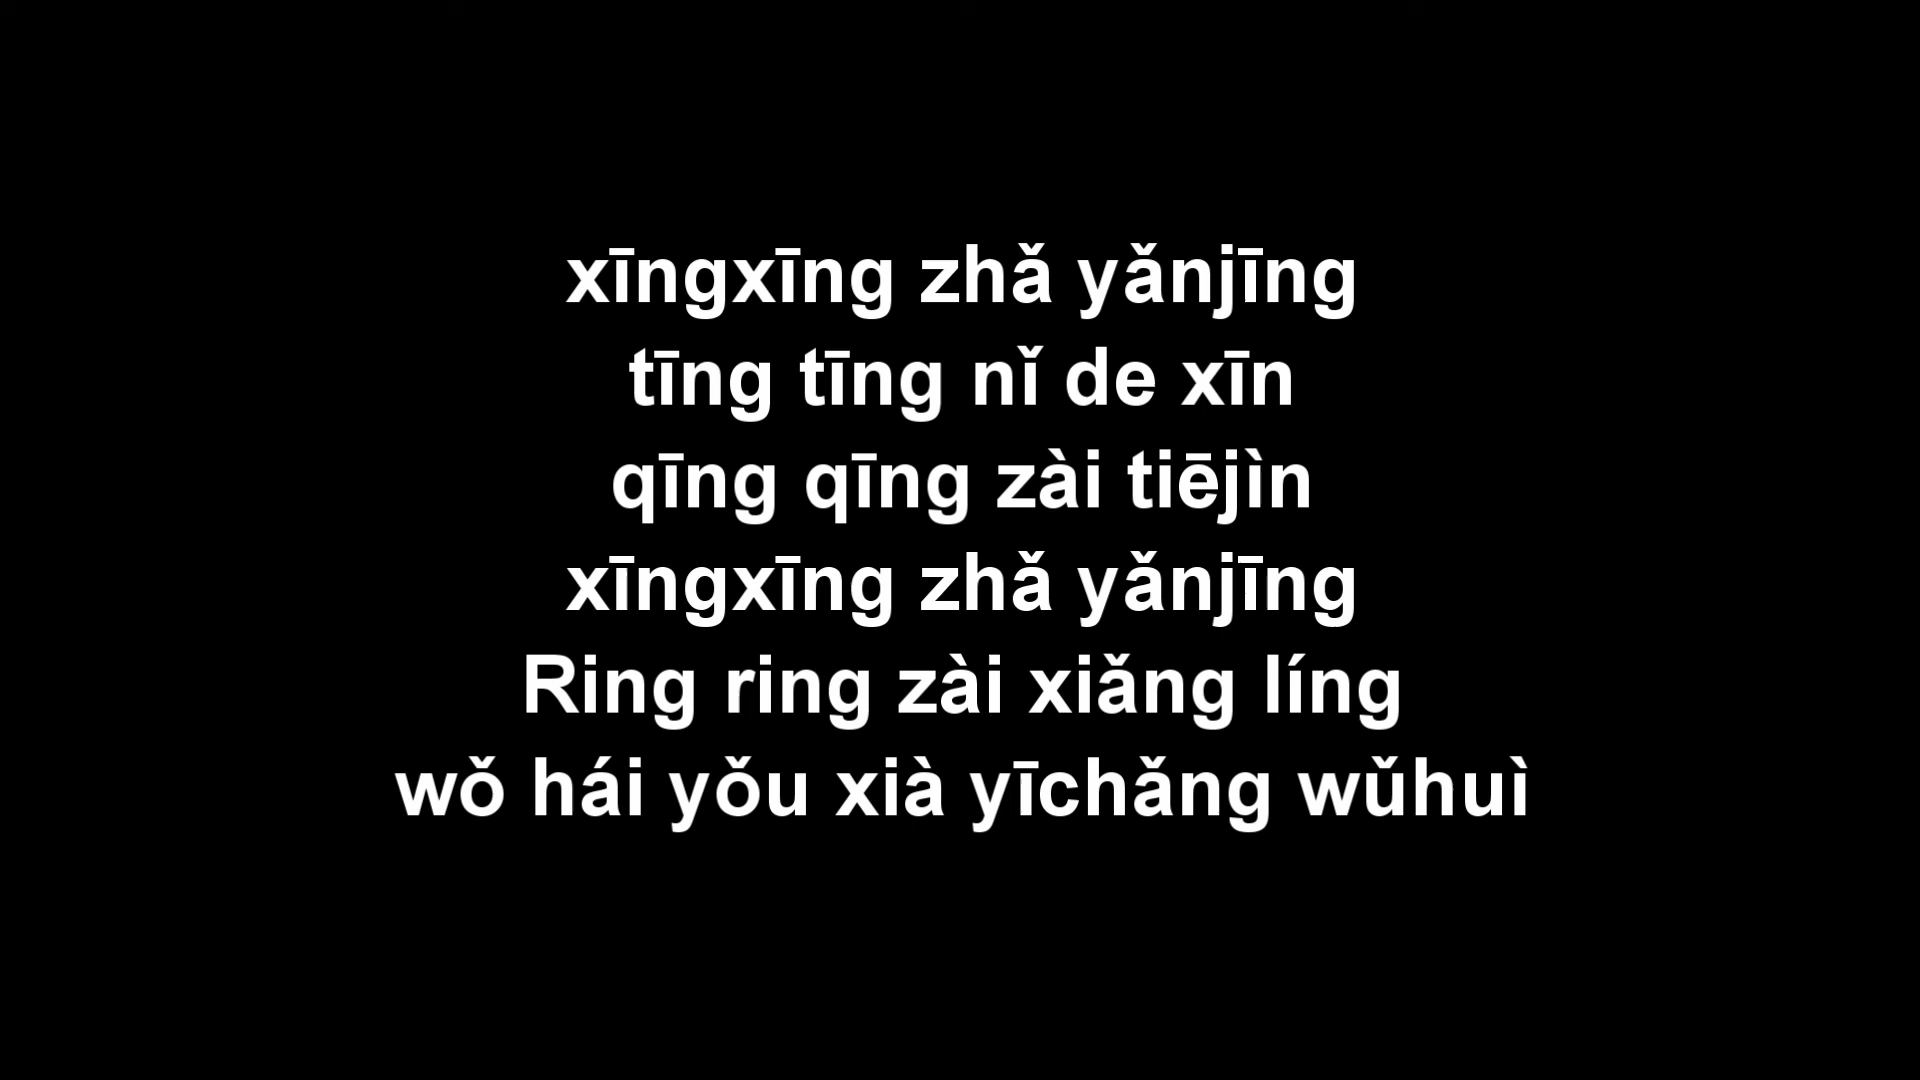 xīngxīng zhǎ yǎnjīng
tīng tīng nǐ de xīn
qīng qīng zài tiējìn
xīngxīng zhǎ yǎnjīng
Ring ring zài xiǎng líng
wǒ hái yǒu xià yīchǎng wǔhuì